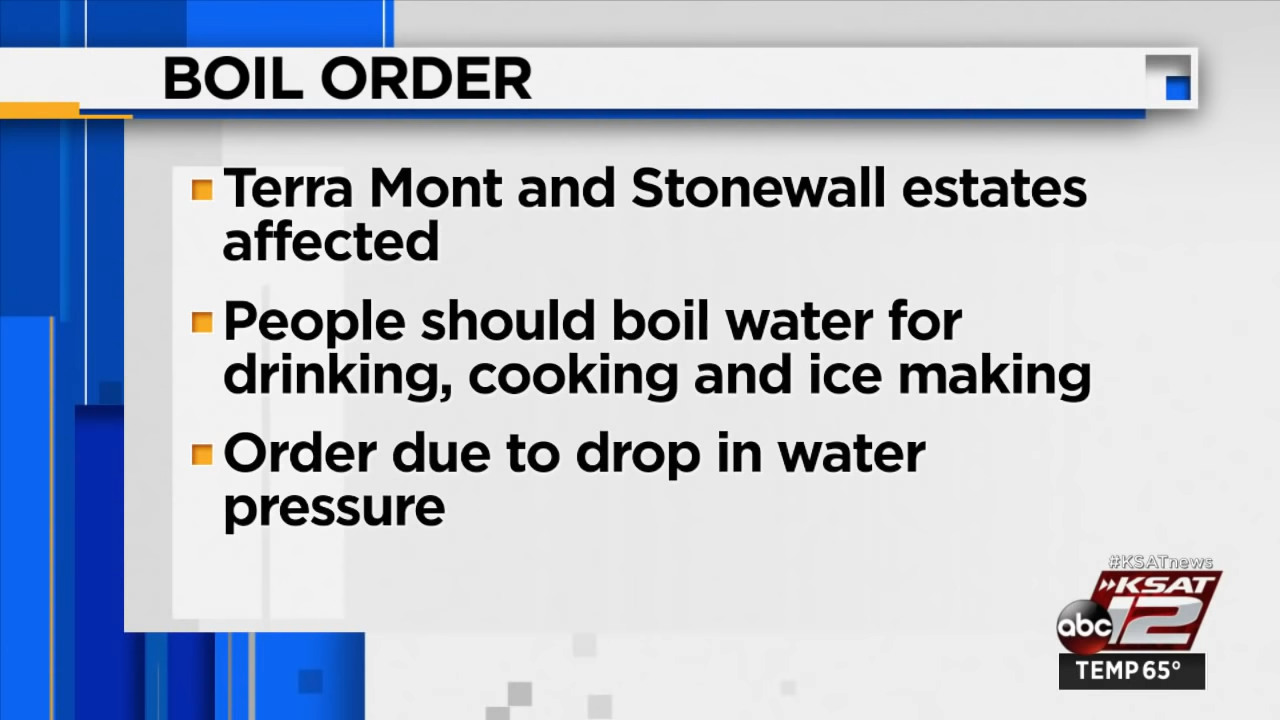 BOIL ORDER
Terra Mont and Stonewall estates
affected
People should boil water for
drinking, cooking and ice making
Order due to drop in water
pressure
#KSATnews
KSAT
abc 12
TEMP 65°